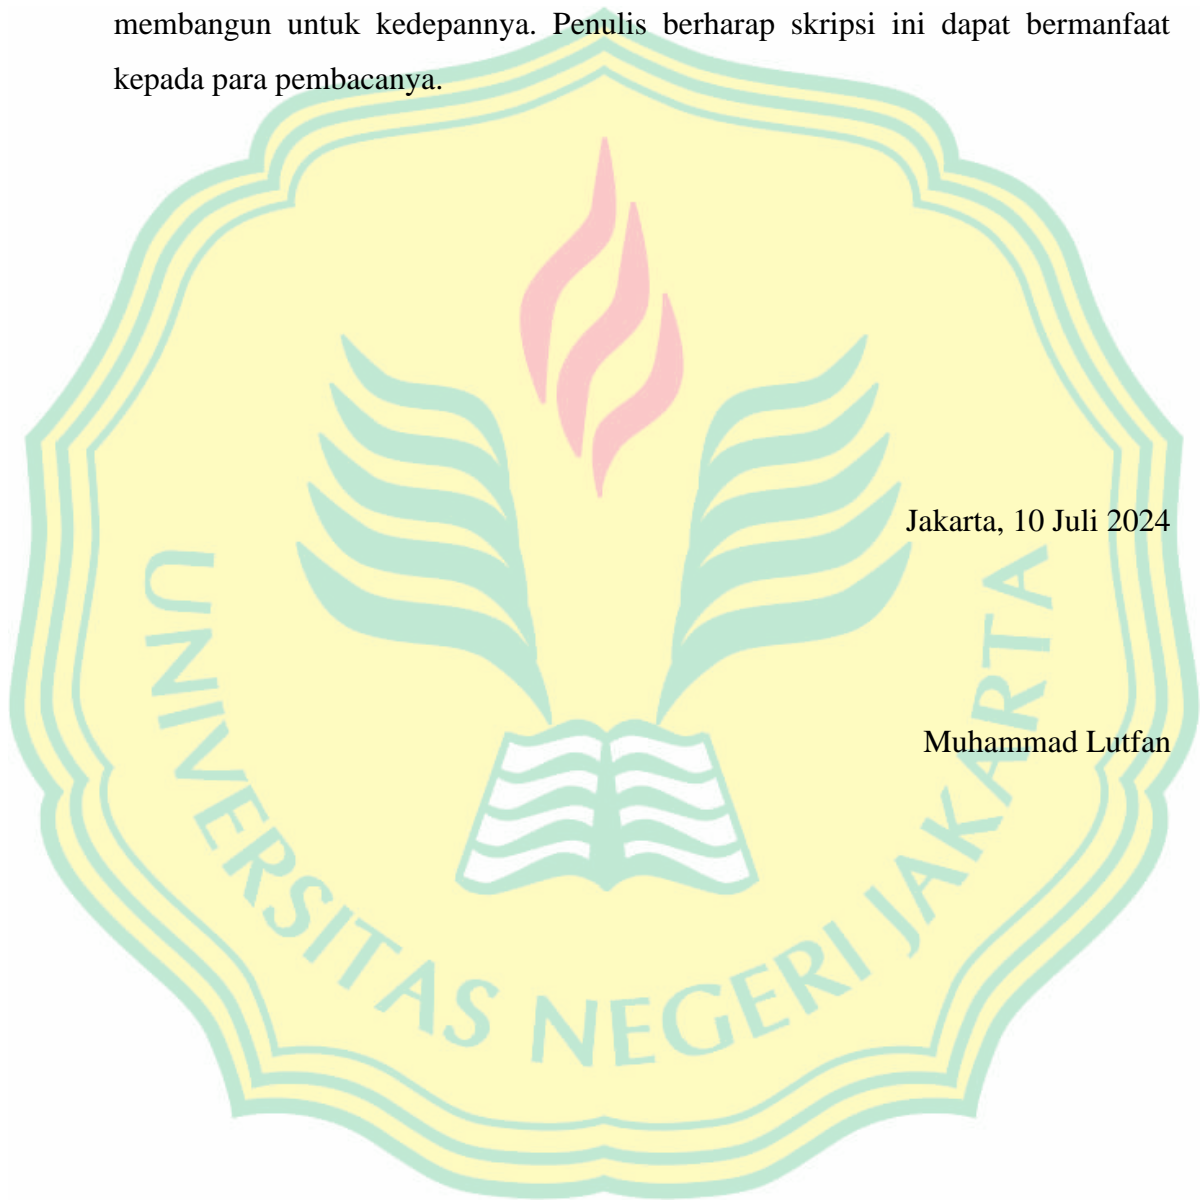 membangun untuk kedepannya. Penulis berharap skripsi ini dapat bermanfaat
kepada para pembacanya.
Jakarta, 10 Juli 2024
Muhammad Lutfan
UNIVERSITAS NEGERI JAKARTA